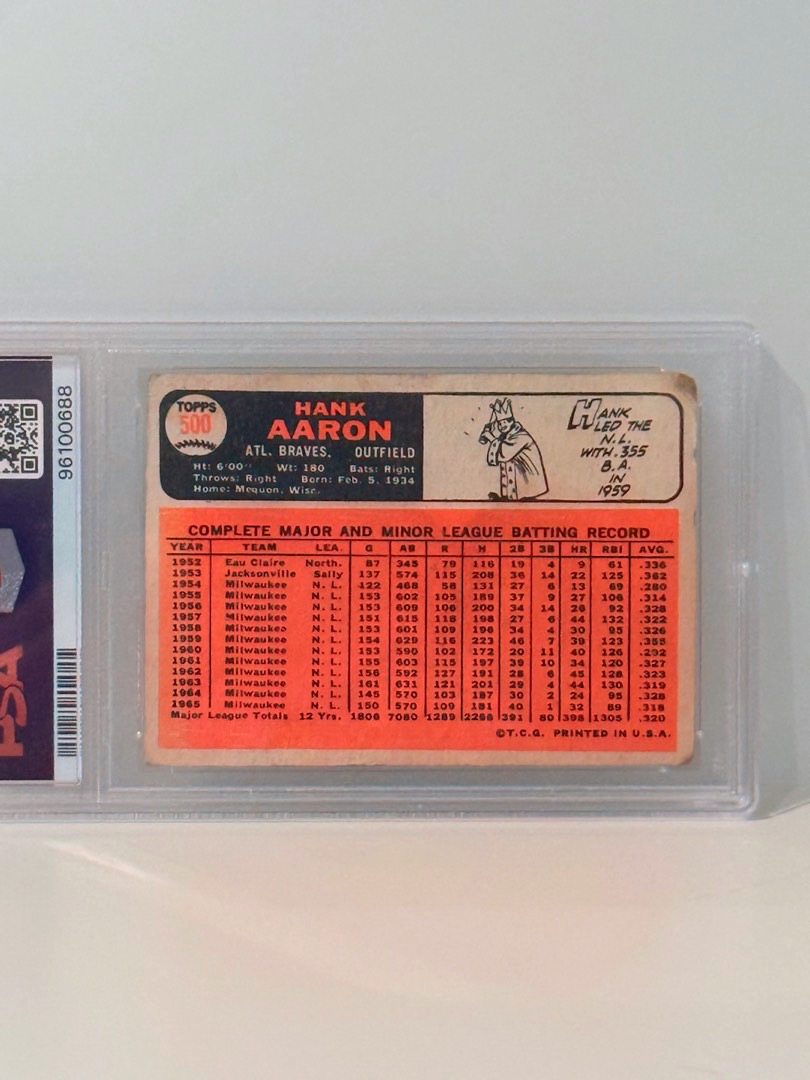 96100688
PSA
TOPPS
500
HANK
AARON
ATL. BRAVES, OUTFIELD
Ht: 6'00" Wt: 180 Bats: Right
Throws: Right Born: Feb. 5, 1934
Home: Mequon, Wisc.
HANK
LED THE
N.L.
WITH .355
B.A.
IN
1959
COMPLETE MAJOR AND MINOR LEAGUE BATTING RECORD
YEAR TEAM LEA. G AB R H 2B 3B HR RBI AVG.
1952 Eau Claire North. 87 345 79 116 19 4 9 61 .336
1953 Jacksonville Sally 137 574 115 208 36 14 22 125 .362
1954 Milwaukee N. L. 122 468 58 131 27 6 13 69 .280
1955 Milwaukee N. L. 153 602 105 189 37 9 27 106 .314
1956 Milwaukee N. L. 153 609 106 200 34 14 26 92 .328
1957 Milwaukee N. L. 151 615 118 198 27 6 44 132 .322
1958 Milwaukee N. L. 153 601 109 196 34 4 30 95 .326
1959 Milwaukee N. L. 154 629 116 223 46 7 39 123 .355
1960 Milwaukee N. L. 153 590 102 172 20 11 40 126 .292
1961 Milwaukee N. L. 155 603 115 197 39 10 34 120 .327
1962 Milwaukee N. L. 156 592 127 191 28 6 45 128 .323
1963 Milwaukee N. L. 161 631 121 201 29 4 44 130 .319
1964 Milwaukee N. L. 145 570 103 187 30 2 24 95 .328
1965 Milwaukee N. L. 150 570 109 181 40 1 32 89 .318
Major League Totals 12 Yrs. 1806 7080 1289 2266 391 80 398 1305 .320
©T.C.G. PRINTED IN U.S.A.